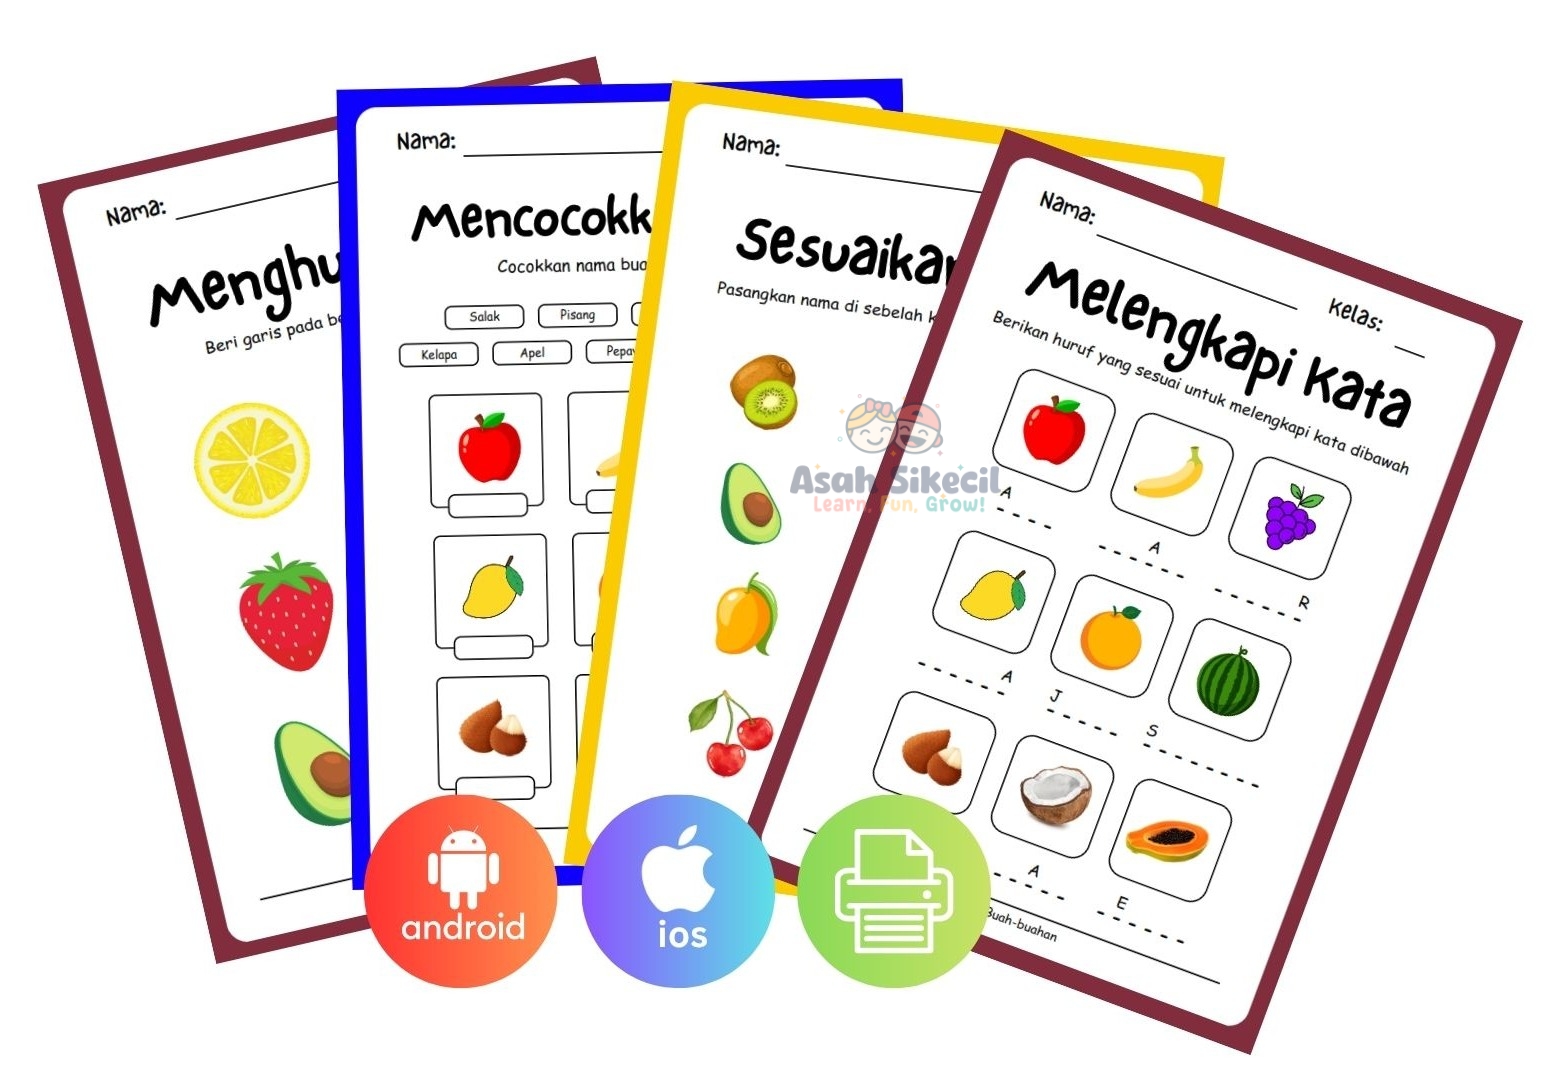 Nama:
Menghu
Beri garis pada be
Nama:
Mencocokk
Cocokkan nama bua
Salak
Pisang
Kelapa
Apel
Pepay
Nama:
Sesuaikan
Pasangkan nama di sebelah k
Nama:
Kelas:
Melengkapi Kata
Berikan huruf yang sesuai untuk melengkapi kata dibawah
A
A
R
A
J
S
A
E
Buah-buahan
Asah Sikecil
Learn, Fun, Grow!
android
ios